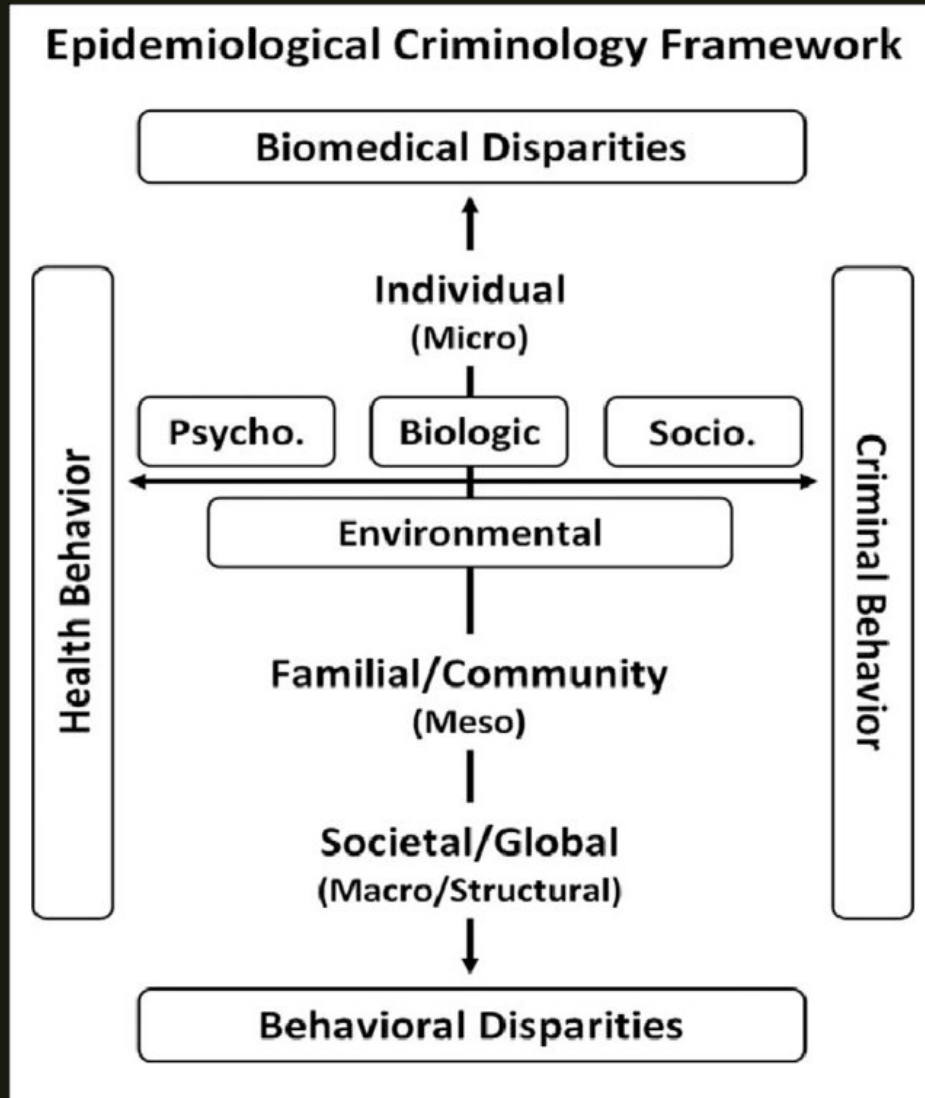 Epidemiological Criminology Framework
Biomedical Disparities
Individual
(Micro)
Psycho.
Biologic
Socio.
Environmental
Health Behavior
Criminal Behavior
Familial/Community
(Meso)
Societal/Global
(Macro/Structural)
Behavioral Disparities